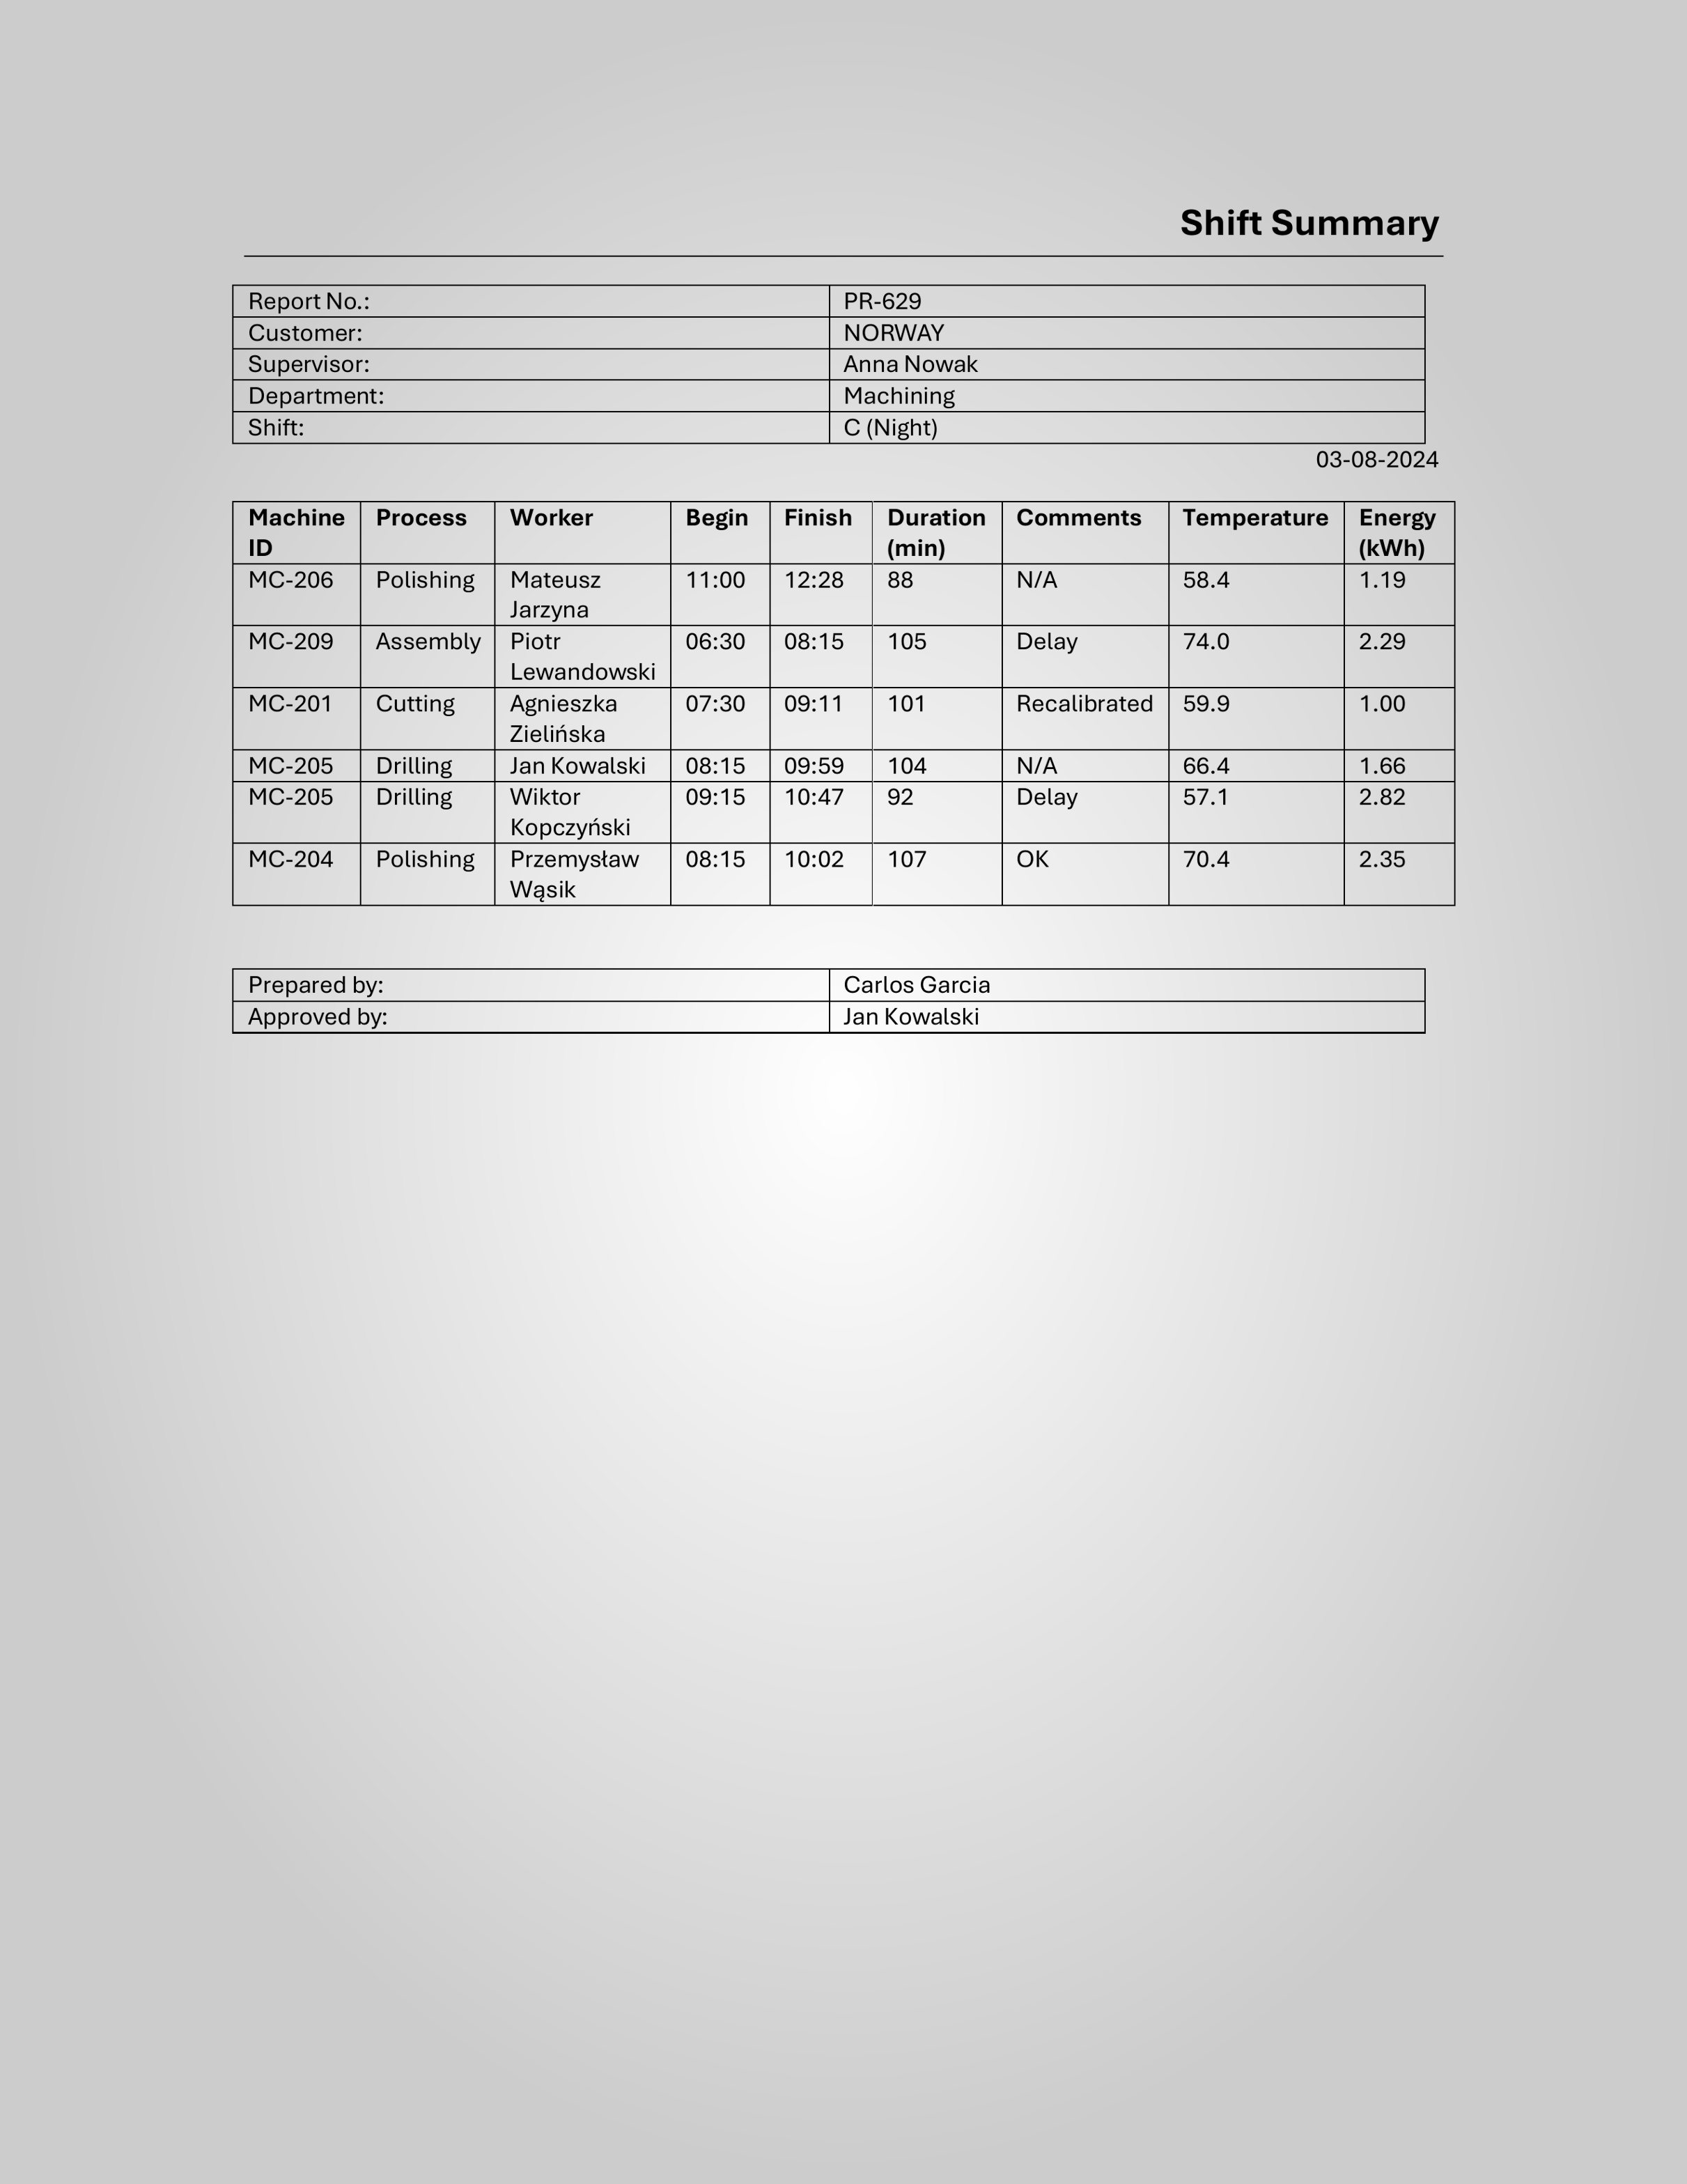 Shift Summary
Report No.: PR-629
Customer: NORWAY
Supervisor: Anna Nowak
Department: Machining
Shift: C (Night)
03-08-2024
Machine ID Process Worker Begin Finish Duration (min) Comments Temperature Energy (kWh)
MC-206 Polishing Mateusz Jarzyna 11:00 12:28 88 N/A 58.4 1.19
MC-209 Assembly Piotr Lewandowski 06:30 08:15 105 Delay 74.0 2.29
MC-201 Cutting Agnieszka Zielińska 07:30 09:11 101 Recalibrated 59.9 1.00
MC-205 Drilling Jan Kowalski 08:15 09:59 104 N/A 66.4 1.66
MC-205 Drilling Wiktor Kopczyński 09:15 10:47 92 Delay 57.1 2.82
MC-204 Polishing Przemysław Wąsik 08:15 10:02 107 OK 70.4 2.35
Prepared by: Carlos Garcia
Approved by: Jan Kowalski